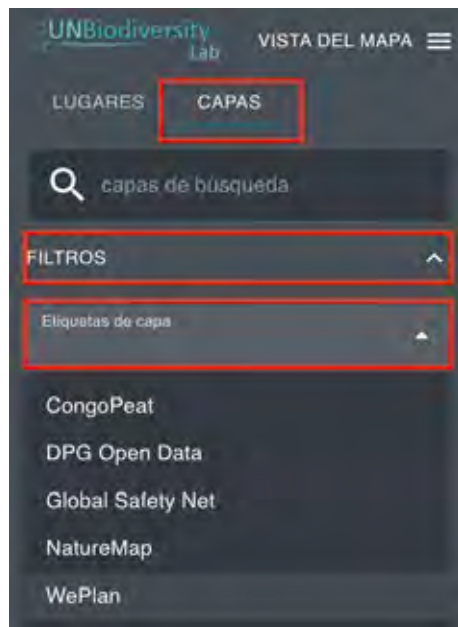 UNBiodiversity
Lab
VISTA DEL MAPA
LUGARES CAPAS
capas de búsqueda
FILTROS
Etiquetas de capa
CongoPeat
DPG Open Data
Global Safety Net
NatureMap
WePlan